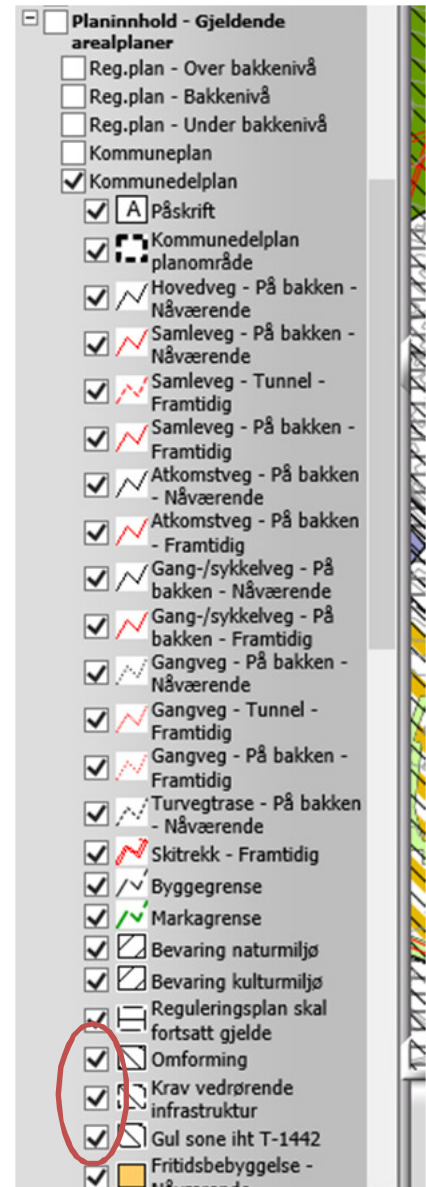 Planinnhold - Gjeldende
arealplaner
Reg.plan - Over bakkenivå
Reg.plan - Bakkenivå
Reg.plan - Under bakkenivå
Kommuneplan
Kommunedelplan
A Påskrift
Kommunedelplan
planområde
Hovedveg - På bakken -
Nåværende
Samleveg - På bakken -
Nåværende
Samleveg - Tunnel -
Framtidig
Samleveg - På bakken -
Framtidig
Atkomstveg - På bakken
- Nåværende
Atkomstveg - På bakken
- Framtidig
Gang-/sykkelveg - På
bakken - Nåværende
Gang-/sykkelveg - På
bakken - Framtidig
Gangveg - På bakken -
Nåværende
Gangveg - Tunnel -
Framtidig
Gangveg - På bakken -
Framtidig
Turvegtrase - På bakken
- Nåværende
Skitrekk - Framtidig
Byggegrense
Markagrense
Bevaring naturmiljø
Bevaring kulturmiljø
Reguleringsplan skal
fortsatt gjelde
Omforming
Krav vedrørende
infrastruktur
Gul sone iht T-1442
Fritidsbebyggelse -